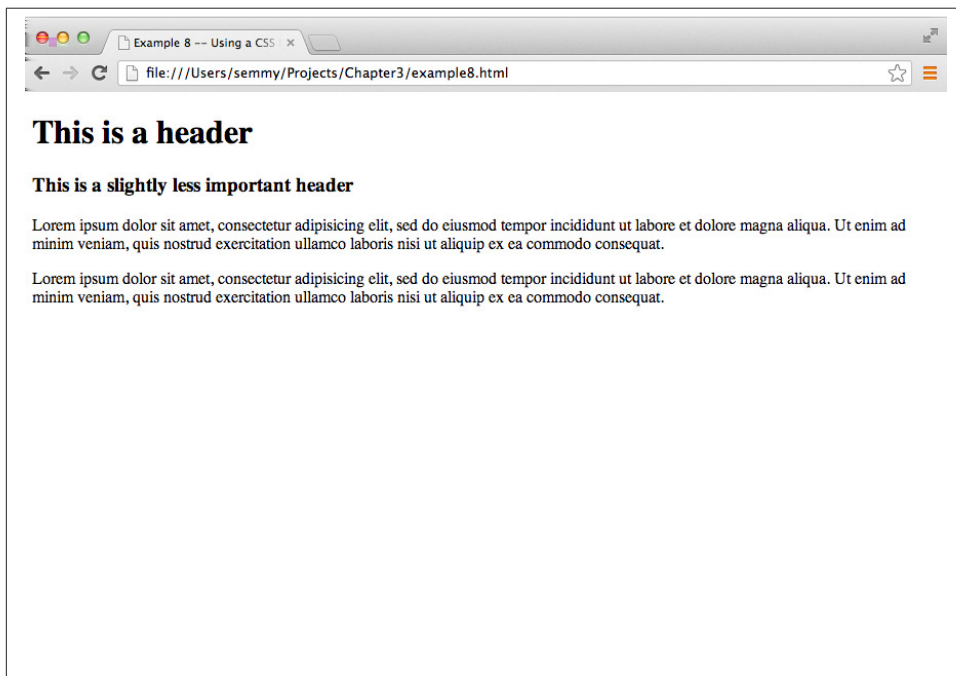 Example 8 -- Using a CSS
file:///Users/semmy/Projects/Chapter3/example8.html
This is a header
This is a slightly less important header
Lorem ipsum dolor sit amet, consectetur adipisicing elit, sed do eiusmod tempor incididunt ut labore et dolore magna aliqua. Ut enim ad
minim veniam, quis nostrud exercitation ullamco laboris nisi ut aliquip ex ea commodo consequat.
Lorem ipsum dolor sit amet, consectetur adipisicing elit, sed do eiusmod tempor incididunt ut labore et dolore magna aliqua. Ut enim ad
minim veniam, quis nostrud exercitation ullamco laboris nisi ut aliquip ex ea commodo consequat.